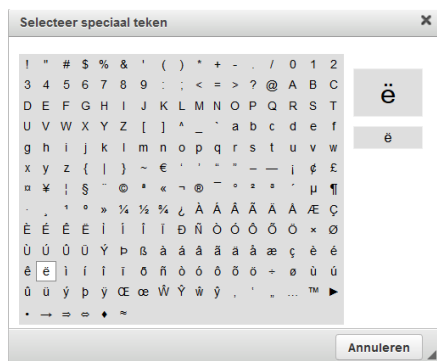 Selecteer speciaal teken
! " # $ % & ' ( ) * + - . / 0 1 2
3 4 5 6 7 8 9 : ; < = > ? @ A B C
D E F G H I J K L M N O P Q R S T
U V W X Y Z [ ] ^ _ ` a b c d e f
g h i j k l m n o p q r s t u v w
x y z { | } ~ € ‘ ’ “ ” – — ¡ ¢ £
¤ ¥ ¦ § ¨ © ª « ¬ ® ¯ ° ² ³ ´ µ ¶
· ¸ ¹ º » ¼ ½ ¾ ¿ À Á Â Ã Ä Å Æ Ç
È É Ê Ë Ì Í Î Ï Ð Ñ Ò Ó Ô Õ Ö × Ø
Ù Ú Û Ü Ý Þ ß à á â ã ä å æ ç è é
ê ë ì í î ï ð ñ ò ó ô õ ö ÷ ø ù ú
û ü ý þ ÿ Œ œ Ŵ Ŷ ŵ ŷ ‚ ‛ „ … ™ ►
• → ⇒ ⇔ ♦ ≈
ë
ë
Annuleren